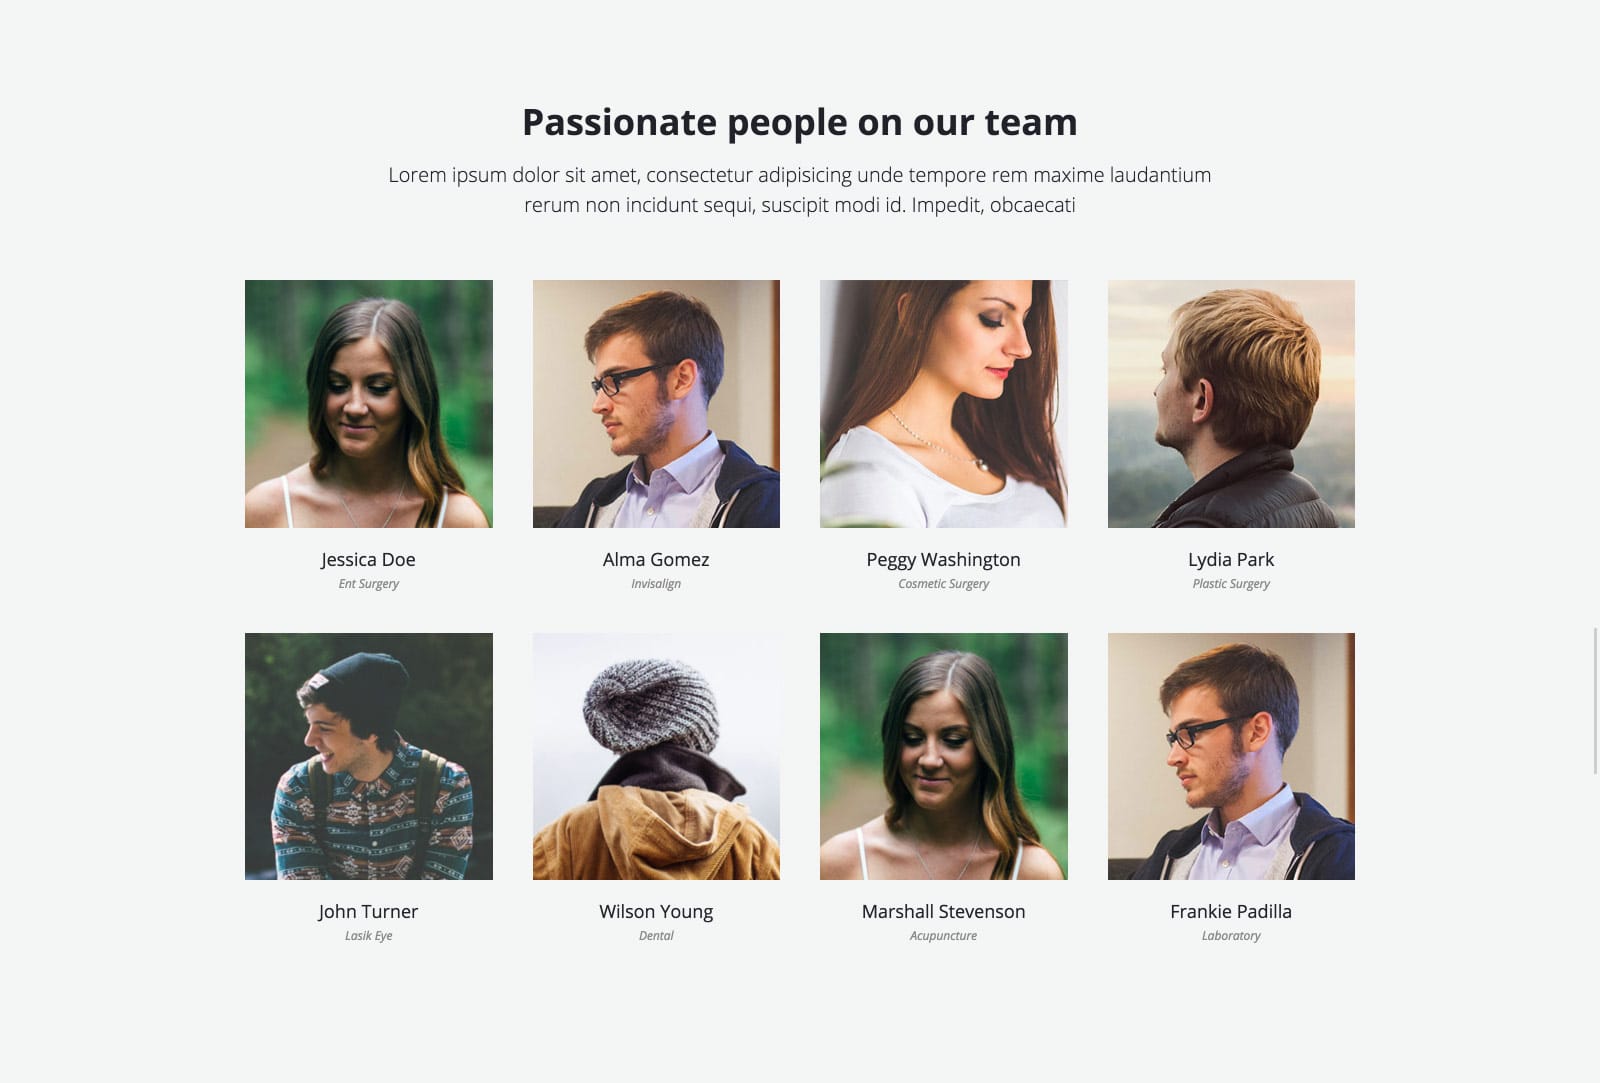 Passionate people on our team
Lorem ipsum dolor sit amet, consectetur adipisicing unde tempore rem maxime laudantium
rerum non incidunt sequi, suscipit modi id. Impedit, obcaecati
Jessica Doe
Ent Surgery
Alma Gomez
Invisalign
Peggy Washington
Cosmetic Surgery
Lydia Park
Plastic Surgery
John Turner
Lasik Eye
Wilson Young
Dental
Marshall Stevenson
Acupuncture
Frankie Padilla
Laboratory